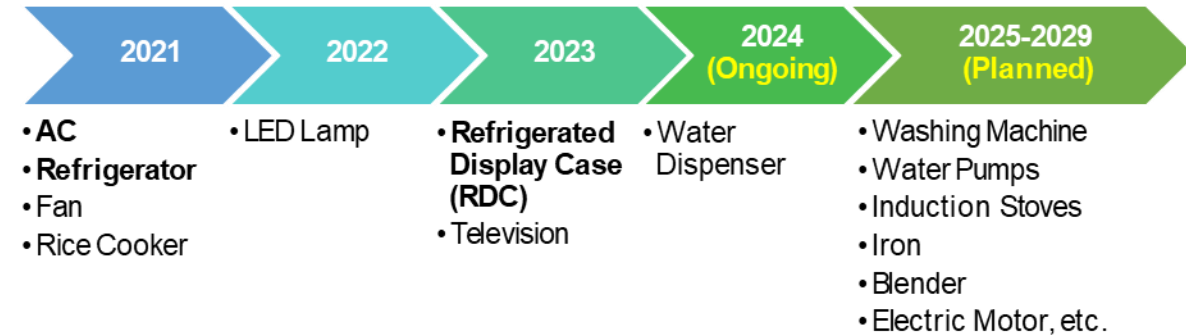 2021
• AC
• Refrigerator
• Fan
• Rice Cooker
2022
• LED Lamp
2023
• Refrigerated
Display Case
(RDC)
• Television
2024
(Ongoing)
• Water
Dispenser
2025-2029
(Planned)
• Washing Machine
• Water Pumps
• Induction Stoves
• Iron
• Blender
• Electric Motor, etc.